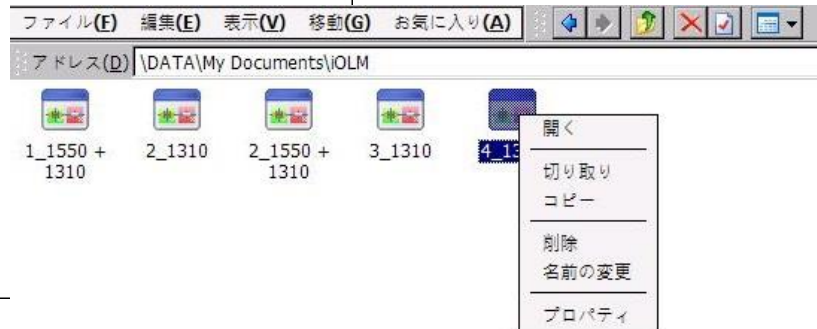 ファイル(F) 編集(E) 表示(V) 移動(G) お気に入り(A)
アドレス(D) \DATA\My Documents\iOLM
1_1550 + 1310
2_1310
2_1550 + 1310
3_1310
開く
切り取り
コピー
削除
名前の変更
プロパティ